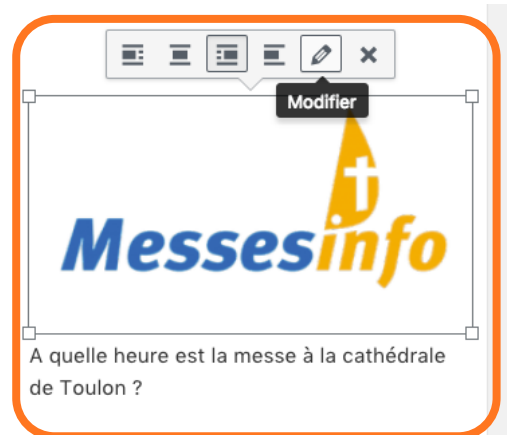 Modifier
Messesinfo
A quelle heure est la messe à la cathédrale
de Toulon ?